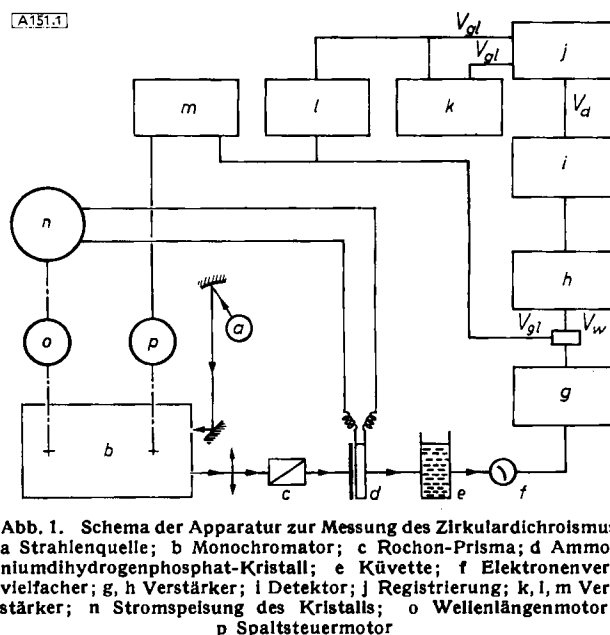 A151.1
V_gl
V_gl
j
m
l
k
V_d
i
n
h
a
V_gl
V_w
o
p
g
b
c
d
e
f
Abb. 1. Schema der Apparatur zur Messung des Zirkulardichroismus
a Strahlenquelle; b Monochromator; c Rochon-Prisma; d Ammo-
niumdihydrogenphosphat-Kristall; e Küvette; f Elektronenver-
vielfacher; g, h Verstärker; i Detektor; j Registrierung; k, l, m Ver-
stärker; n Stromspeisung des Kristalls; o Wellenlängenmotor
p Spaltsteuermotor